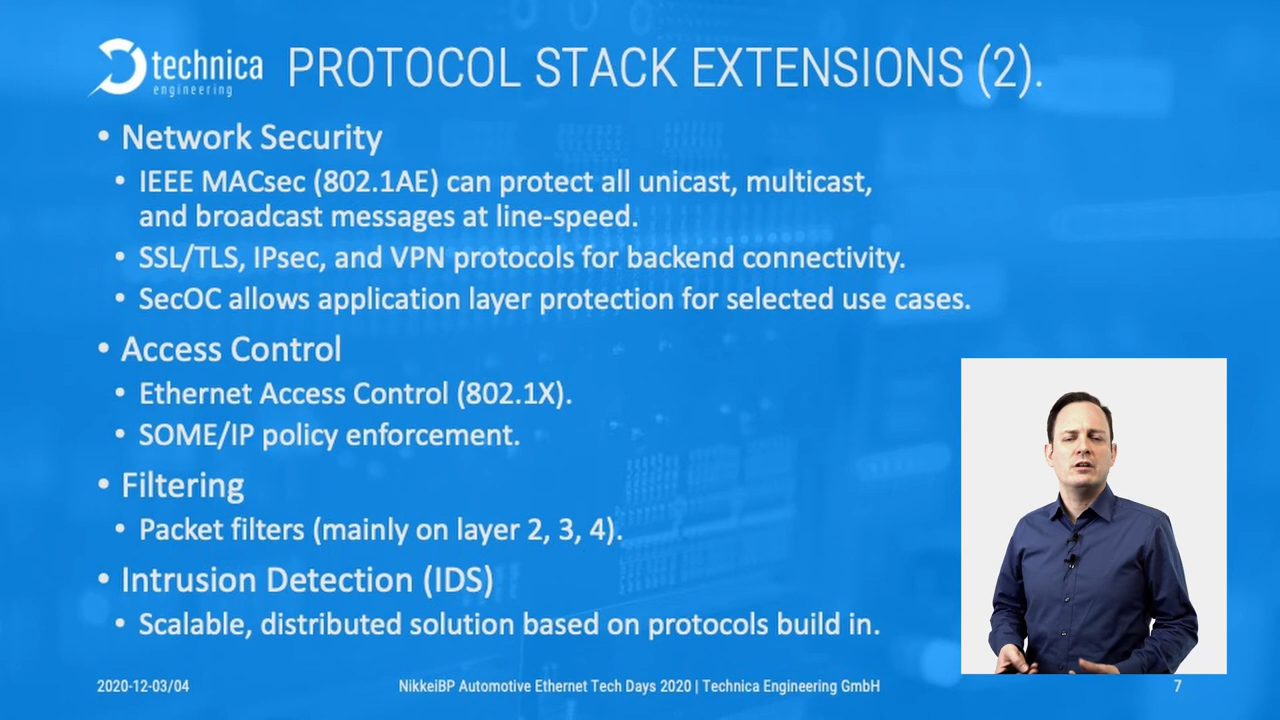 technica
engineering
PROTOCOL STACK EXTENSIONS (2).
• Network Security
• IEEE MACsec (802.1AE) can protect all unicast, multicast,
and broadcast messages at line-speed.
• SSL/TLS, IPsec, and VPN protocols for backend connectivity.
• SecOC allows application layer protection for selected use cases.
• Access Control
• Ethernet Access Control (802.1X).
• SOME/IP policy enforcement.
• Filtering
• Packet filters (mainly on layer 2, 3, 4).
• Intrusion Detection (IDS)
• Scalable, distributed solution based on protocols build in.
2020-12-03/04
NikkeiBP Automotive Ethernet Tech Days 2020 | Technica Engineering GmbH
7